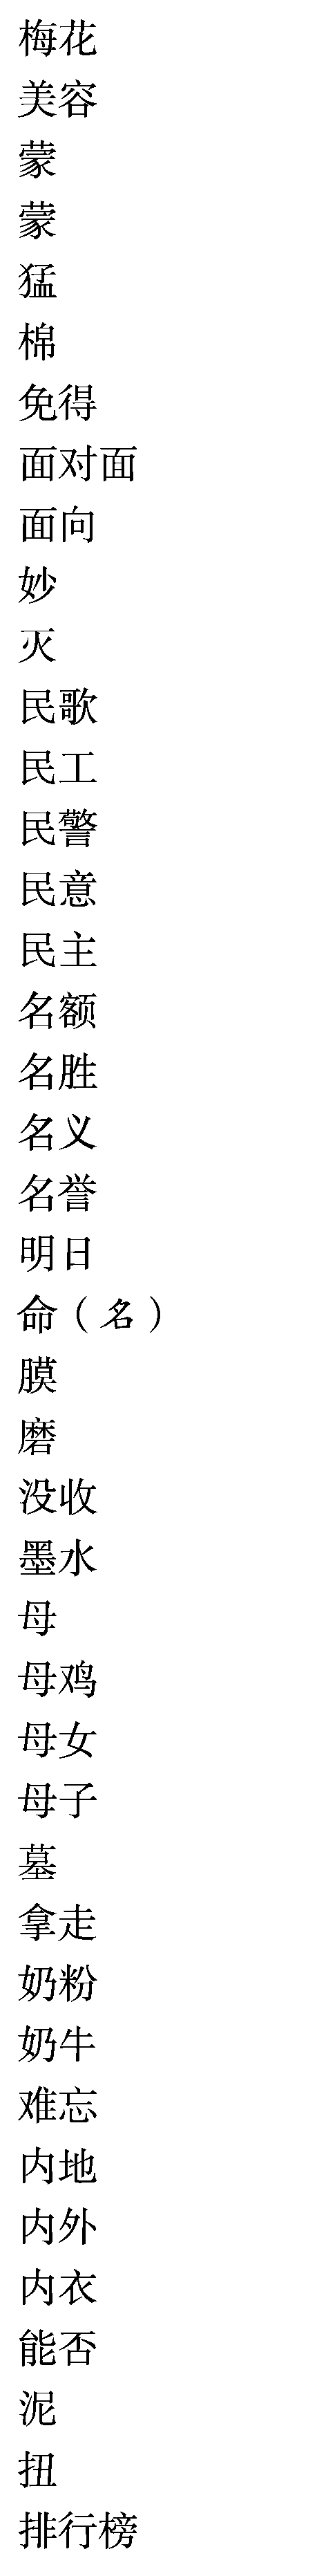 梅花
美容
蒙
蒙
猛
棉
免得
面对面
面向
妙
灭
民歌
民工
民警
民意
民主
名额
名胜
名义
名誉
明日
命（名）
膜
磨
没收
墨水
母
母鸡
母女
母子
墓
拿走
奶粉
奶牛
难忘
内地
内外
内衣
能否
泥
扭
排行榜